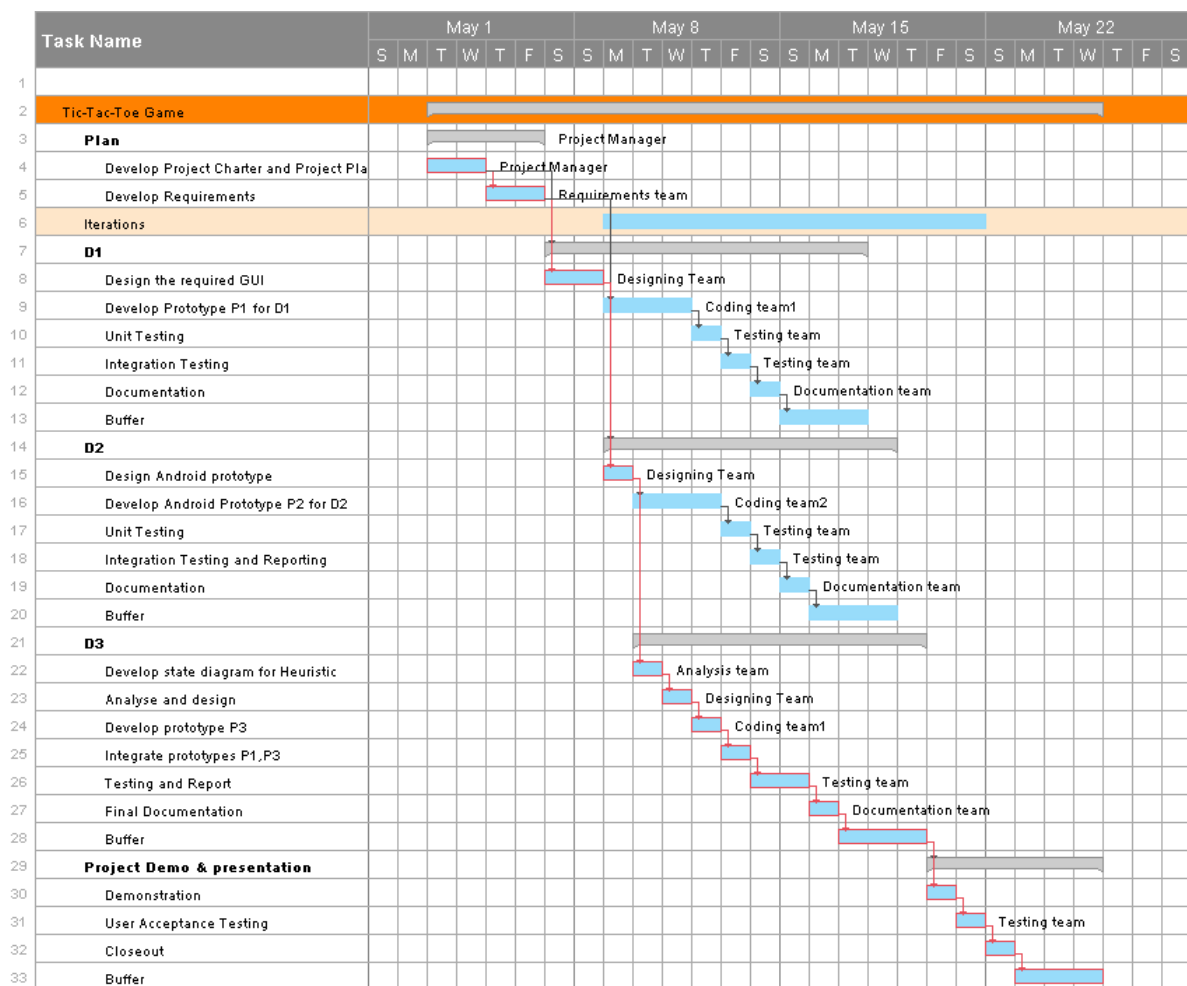 Task Name
May 1 May 8 May 15 May 22
S M T W T F S S M T W T F S S M T W T F S S M T W T F S
1
2 Tic-Tac-Toe Game
3 Plan Project Manager
4 Develop Project Charter and Project Pla Project Manager
5 Develop Requirements Requirements team
6 Iterations
7 D1
8 Design the required GUI Designing Team
9 Develop Prototype P1 for D1 Coding team1
10 Unit Testing Testing team
11 Integration Testing Testing team
12 Documentation Documentation team
13 Buffer
14 D2
15 Design Android prototype Designing Team
16 Develop Android Prototype P2 for D2 Coding team2
17 Unit Testing Testing team
18 Integration Testing and Reporting Testing team
19 Documentation Documentation team
20 Buffer
21 D3
22 Develop state diagram for Heuristic Analysis team
23 Analyse and design Designing Team
24 Develop prototype P3 Coding team1
25 Integrate prototypes P1,P3
26 Testing and Report Testing team
27 Final Documentation Documentation team
28 Buffer
29 Project Demo & presentation
30 Demonstration
31 User Acceptance Testing Testing team
32 Closeout
33 Buffer